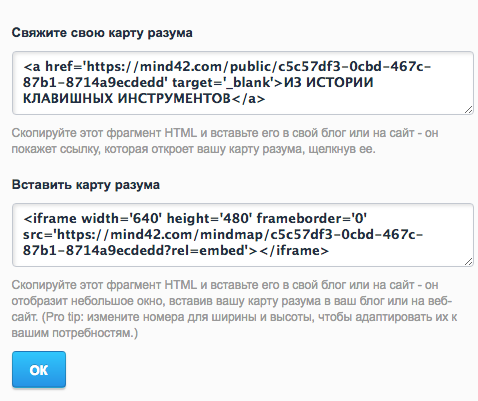 Свяжите свою карту разума
<a href='https://mind42.com/public/c5c57df3-0cbd-467c-
87b1-8714a9ecdedd' target='_blank'>ИЗ ИСТОРИИ
КЛАВИШНЫХ ИНСТРУМЕНТОВ</a>
Скопируйте этот фрагмент HTML и вставьте его в свой блог или на сайт - он
покажет ссылку, которая откроет вашу карту разума, щелкнув ее.
Вставить карту разума
<iframe width='640' height='480' frameborder='0'
src='https://mind42.com/mindmap/c5c57df3-0cbd-467c-
87b1-8714a9ecdedd?rel=embed'></iframe>
Скопируйте этот фрагмент HTML и вставьте его в свой блог или на сайт - он
отобразит небольшое окно, вставив вашу карту разума в ваш блог или на веб-
сайт. (Pro tip: измените номера для ширины и высоты, чтобы адаптировать их к
вашим потребностям.)
ОК